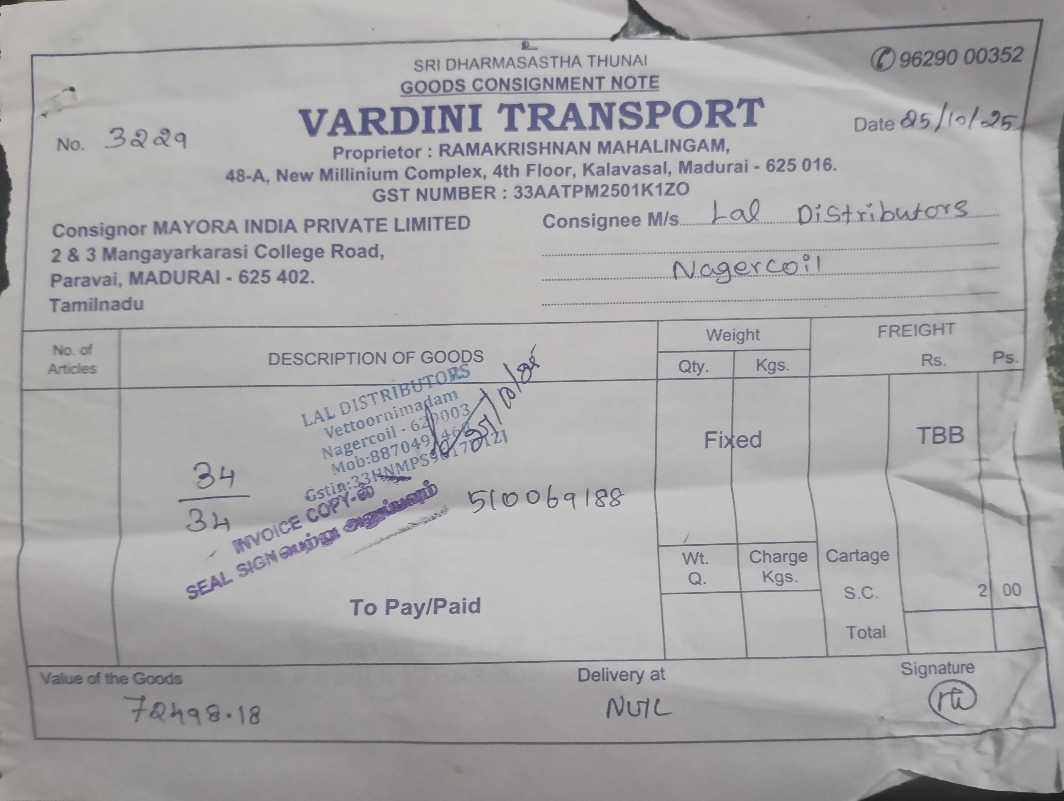 SRI DHARMASASTHA THUNAI
GOODS CONSIGNMENT NOTE
96290 00352
VARDINI TRANSPORT
No. 3229
Date 25/10/25
Proprietor : RAMAKRISHNAN MAHALINGAM,
48-A, New Millinium Complex, 4th Floor, Kalavasal, Madurai - 625 016.
GST NUMBER : 33AATPM2501K1ZO
Consignor MAYORA INDIA PRIVATE LIMITED
2 & 3 Mangayarkarasi College Road,
Paravai, MADURAI - 625 402.
Tamilnadu
Consignee M/s Lal Distributors
Nagercoil
No. of Articles
DESCRIPTION OF GOODS
Weight
Qty. Kgs.
FREIGHT
Rs. Ps.
LAL DISTRIBUTORS
Vettoornimadam
Nagercoil -
Gstin:
INVOICE COPY-ல்
SEAL SIGN பெற்று அனுப்பவும்
34
34
510069188
Fixed
TBB
To Pay/Paid
Wt. Q.
Charge Kgs.
Cartage
S.C. 2 00
Total
Value of the Goods
72498.18
Delivery at
Signature